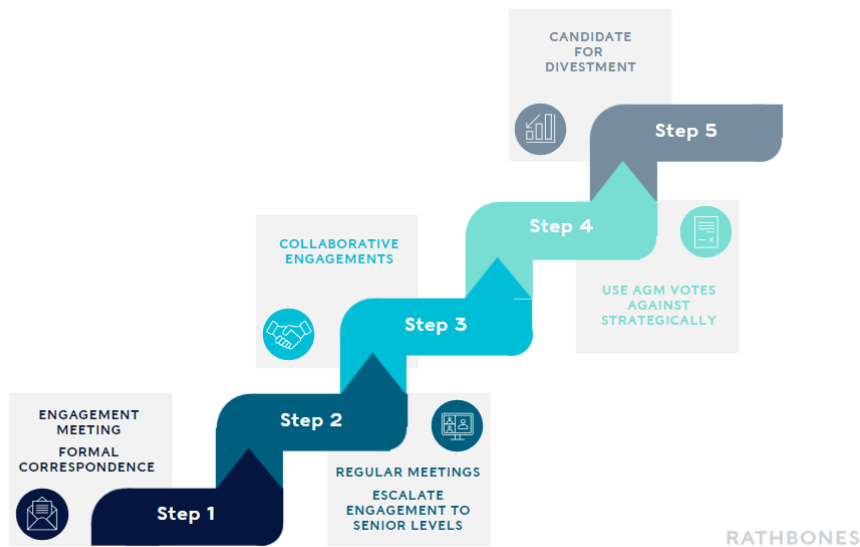 CANDIDATE
FOR
DIVESTMENT
Step 5
Step 4
USE AGM VOTES
AGAINST
STRATEGICALLY
COLLABORATIVE
ENGAGEMENTS
Step 3
Step 2
REGULAR MEETINGS
ESCALATE
ENGAGEMENT TO
SENIOR LEVELS
ENGAGEMENT
MEETING
FORMAL
CORRESPONDENCE
Step 1
RATHBONES